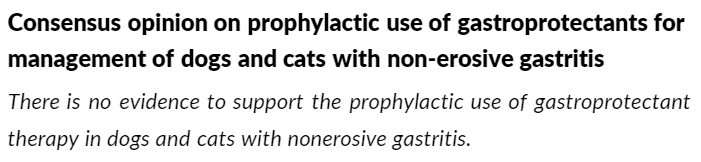 Consensus opinion on prophylactic use of gastroprotectants for
management of dogs and cats with non-erosive gastritis
There is no evidence to support the prophylactic use of gastroprotectant
therapy in dogs and cats with nonerosive gastritis.